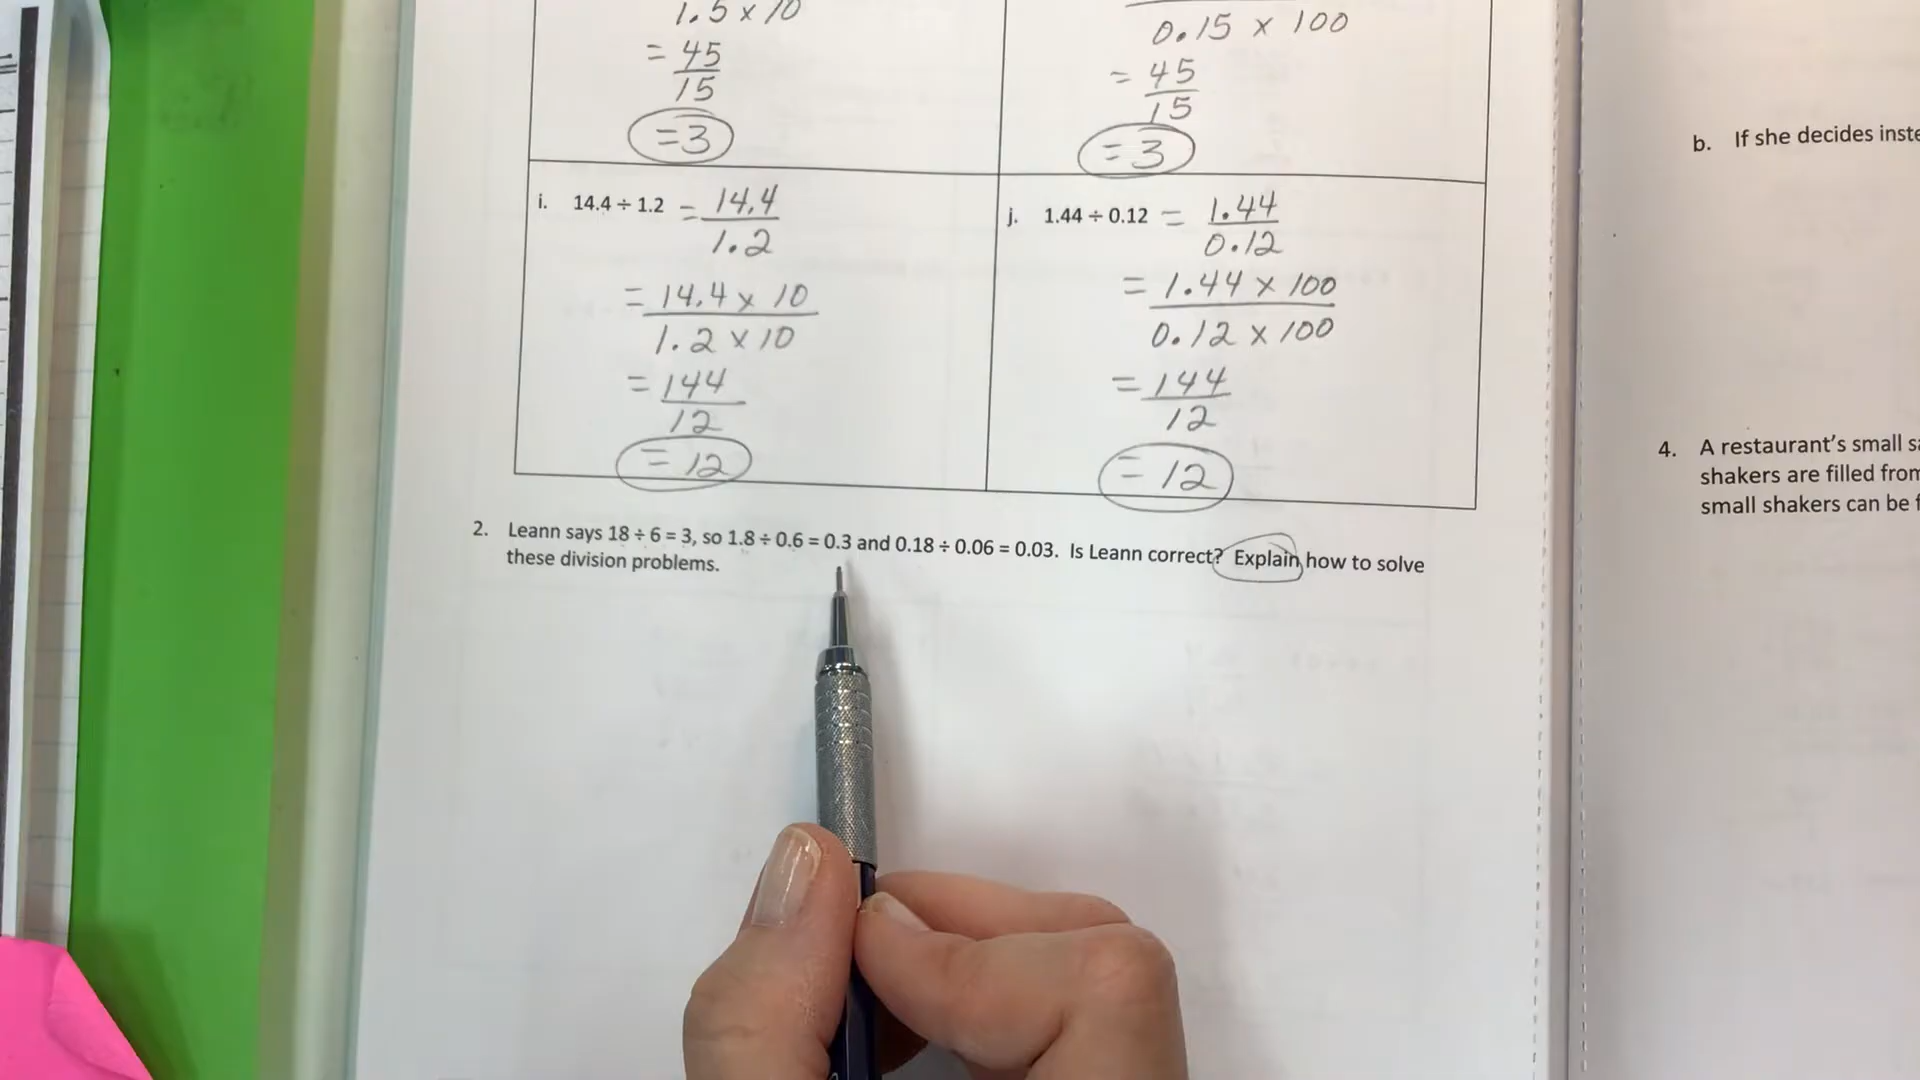 1.5 x 10
= 45
15
= 3
0.15 x 100
= 45
15
= 3
i. 14.4 ÷ 1.2 = 14.4
1.2
= 14.4 x 10
1.2 x 10
= 144
12
= 12
j. 1.44 ÷ 0.12 = 1.44
0.12
= 1.44 x 100
0.12 x 100
= 144
12
= 12
2. Leann says 18 ÷ 6 = 3, so 1.8 ÷ 0.6 = 0.3 and 0.18 ÷ 0.06 = 0.03. Is Leann correct? Explain how to solve
these division problems.
b. If she decides inste
4. A restaurant's small sa
shakers are filled from
small shakers can be f